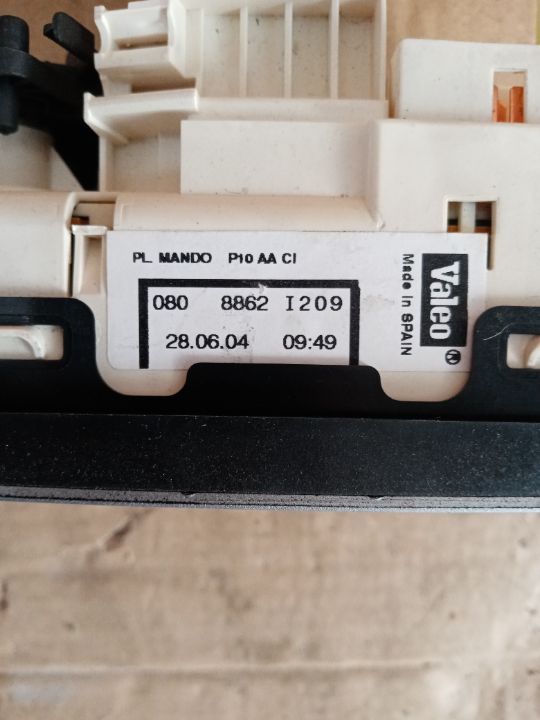 PL. MANDO P10 AA CI
080 8862 I209
28.06.04 09:49
Valeo ®
Made in SPAIN